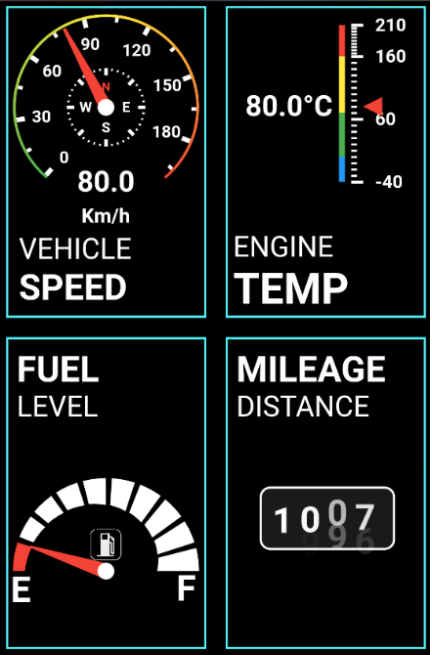 90
120
60
150
30
180
0
N
W E
S
80.0
Km/h
VEHICLE
SPEED
210
160
80.0°C
60
-40
ENGINE
TEMP
FUEL
LEVEL
E F
MILEAGE
DISTANCE
1007
96